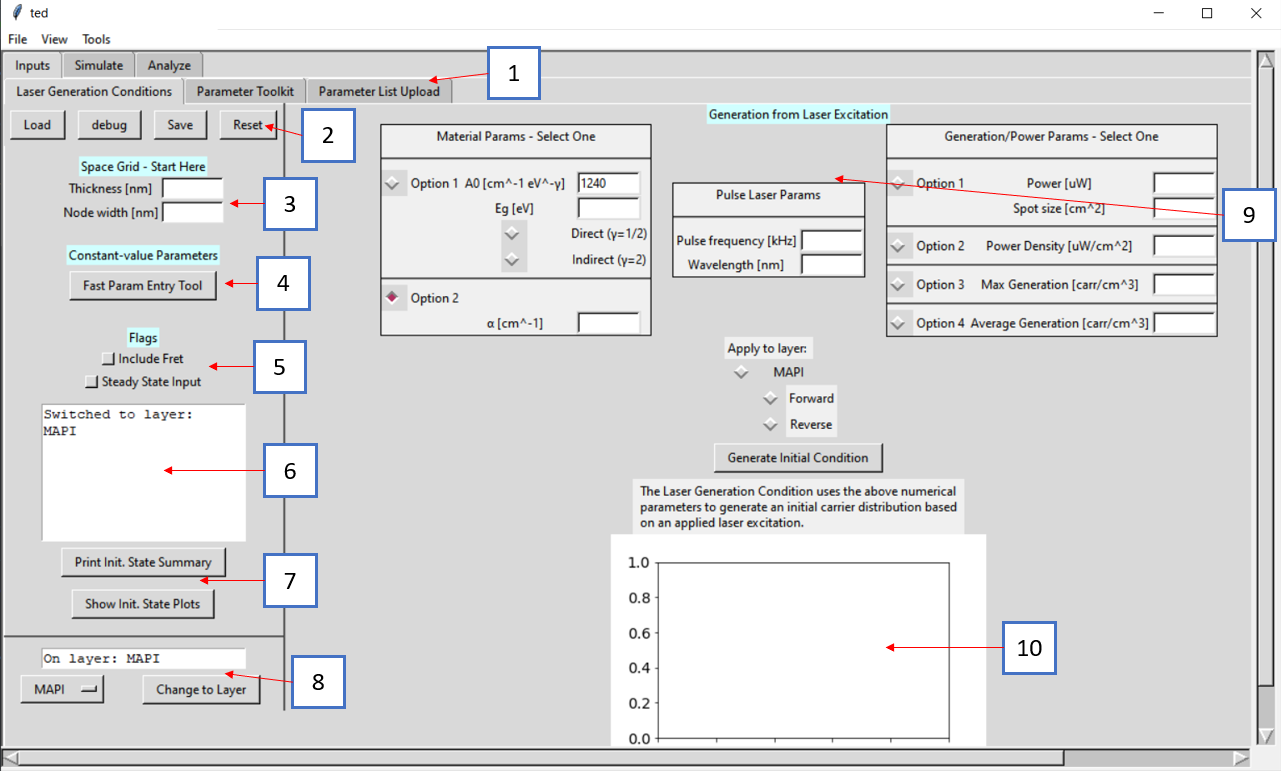 ted
File View Tools
Inputs Simulate Analyze
Laser Generation Conditions Parameter Toolkit Parameter List Upload
1
Load debug Save Reset
2
Space Grid - Start Here
Thickness [nm]
Node width [nm]
3
Constant-value Parameters
Fast Param Entry Tool
4
Flags
Include Fret
Steady State Input
5
Switched to layer:
MAPI
6
Print Init. State Summary
Show Init. State Plots
7
On layer: MAPI
MAPI Change to Layer
8
Generation from Laser Excitation
Material Params - Select One
Option 1 A0 [cm^-1 eV^-γ] 1240
Eg [eV]
Direct (γ=1/2)
Indirect (γ=2)
Option 2
α [cm^-1]
Pulse Laser Params
Pulse frequency [kHz]
Wavelength [nm]
Generation/Power Params - Select One
Option 1 Power [uW]
Spot size [cm^2]
Option 2 Power Density [uW/cm^2]
Option 3 Max Generation [carr/cm^3]
Option 4 Average Generation [carr/cm^3]
9
Apply to layer:
MAPI
Forward
Reverse
Generate Initial Condition
The Laser Generation Condition uses the above numerical
parameters to generate an initial carrier distribution based
on an applied laser excitation.
1.0
0.8
0.6
0.4
0.2
0.0
10